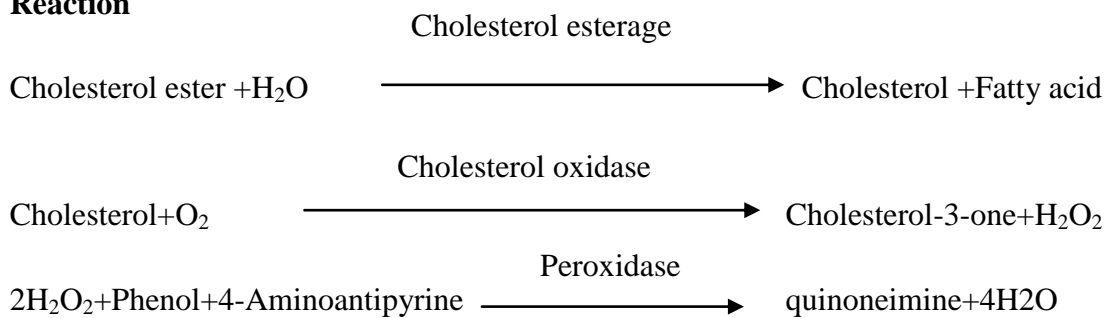 Reaction
Cholesterol esterage
Cholesterol ester +H₂O Cholesterol +Fatty acid
Cholesterol oxidase
Cholesterol+O₂ Cholesterol-3-one+H₂O₂
Peroxidase
2H₂O₂+Phenol+4-Aminoantipyrine quinoneimine+4H2O